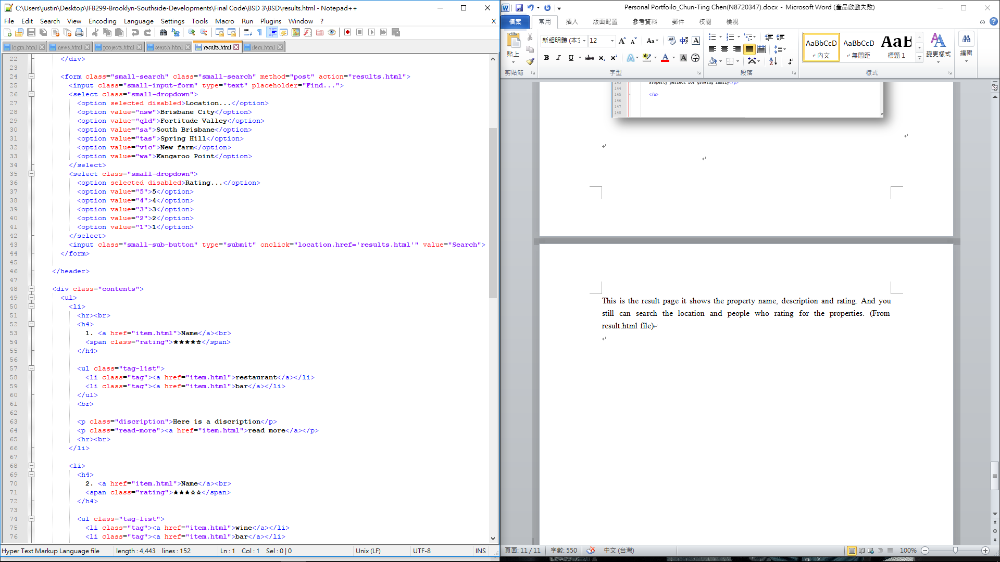 C:\Users\justin\Desktop\IFB299-Brooklyn-Southside-Developments\Final Code\BSD 3\BSD\results.html - Notepad++
File Edit Search View Encoding Language Settings Tools Macro Run Plugins Window ? X
login.html news.html projects.html search.html results.html item.html
22 </div>
23
24 <form class="small-search" class="small-search" method="post" action="results.html">
25 <input class="small-input-form" type="text" placeholder="Find...">
26 <select class="small-dropdown">
27 <option selected disabled>Location...</option>
28 <option value="nsw">Brisbane City</option>
29 <option value="qld">Fortitude Valley</option>
30 <option value="sa">South Brisbane</option>
31 <option value="tas">Spring Hill</option>
32 <option value="vic">New farm</option>
33 <option value="wa">Kangaroo Point</option>
34 </select>
35 <select class="small-dropdown">
36 <option selected disabled>Rating...</option>
37 <option value="5">5</option>
38 <option value="4">4</option>
39 <option value="3">3</option>
40 <option value="2">2</option>
41 <option value="1">1</option>
42 </select>
43 <input class="small-sub-button" type="submit" onclick="location.href='results.html'" value="Search">
44 </form>
45
46 </header>
47
48 <div class="contents">
49 <ul>
50 <li>
51 <hr><br>
52 <h4>
53 1. <a href="item.html">Name</a><br>
54 <span class="rating">★★★★☆</span>
55 </h4>
56
57 <ul class="tag-list">
58 <li class="tag"><a href="item.html">restaurant</a></li>
59 <li class="tag"><a href="item.html">bar</a></li>
60 </ul>
61 <br>
62
63 <p class="discription">Here is a discription</p>
64 <p class="read-more"><a href="item.html">read more</a></p>
65 <hr><br>
66 </li>
67
68 <li>
69 <h4>
70 2. <a href="item.html">Name</a><br>
71 <span class="rating">★★★☆☆</span>
72 </h4>
73
74 <ul class="tag-list">
75 <li class="tag"><a href="item.html">wine</a></li>
76 <li class="tag"><a href="item.html">bar</a></li>
Hyper Text Markup Language file length : 4,443 lines : 152 Ln : 1 Col : 1 Sel : 0 | 0 Unix (LF) UTF-8 INS
Personal Portfoilo_Chun-Ting Chen(N8720347).docx - Microsoft Word (產品啟動失敗)
檔案 常用 插入 版面配置 參考資料 郵件 校閱 檢視
貼上 新細明體 (本文 12 AaBbCcD AaBbCcD AaBb
內文 無間距 標題 1 變更樣式 編輯
剪貼簿 字型 段落 樣式
143 Property perfect for growing family</p>
144
145 </a>
146
147
148
This is the result page it shows the property name, description and rating. And you
still can search the location and people who rating for the properties. (From
result.html file)
頁面: 11 / 11 字數: 550 中文 (台灣) 100%